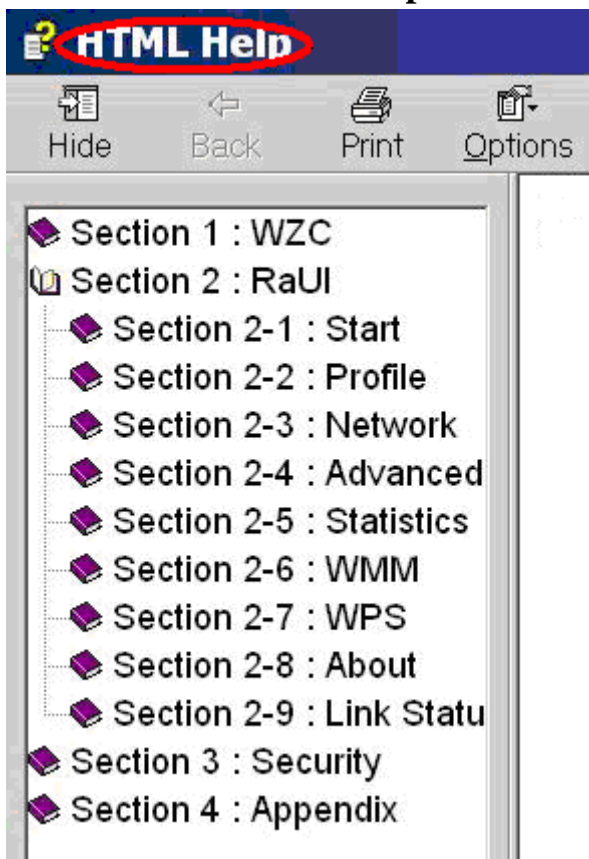 HTML Help
Hide Back Print Options
Section 1 : WZC
Section 2 : RaUI
Section 2-1 : Start
Section 2-2 : Profile
Section 2-3 : Network
Section 2-4 : Advanced
Section 2-5 : Statistics
Section 2-6 : WMM
Section 2-7 : WPS
Section 2-8 : About
Section 2-9 : Link Statu
Section 3 : Security
Section 4 : Appendix